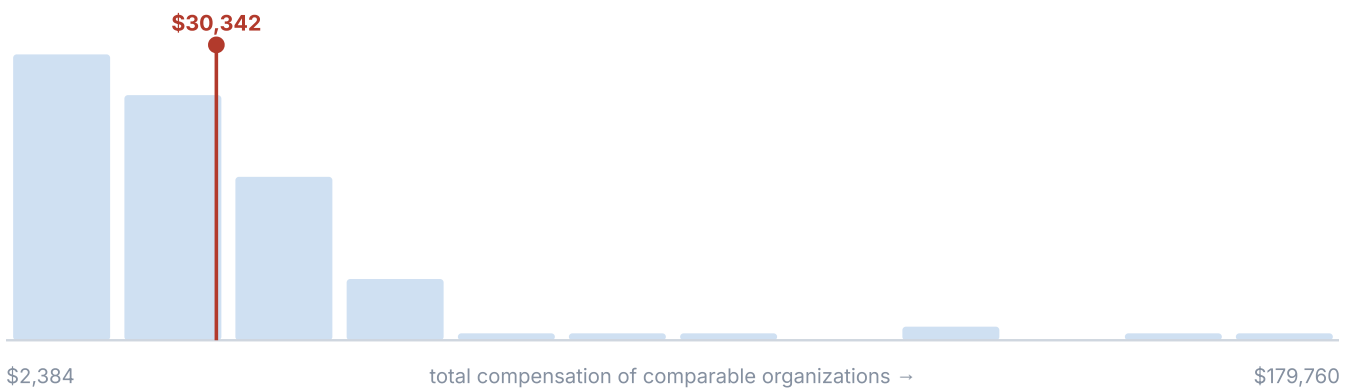 $30,342
$2,384
total compensation of comparable organizations →
$179,760